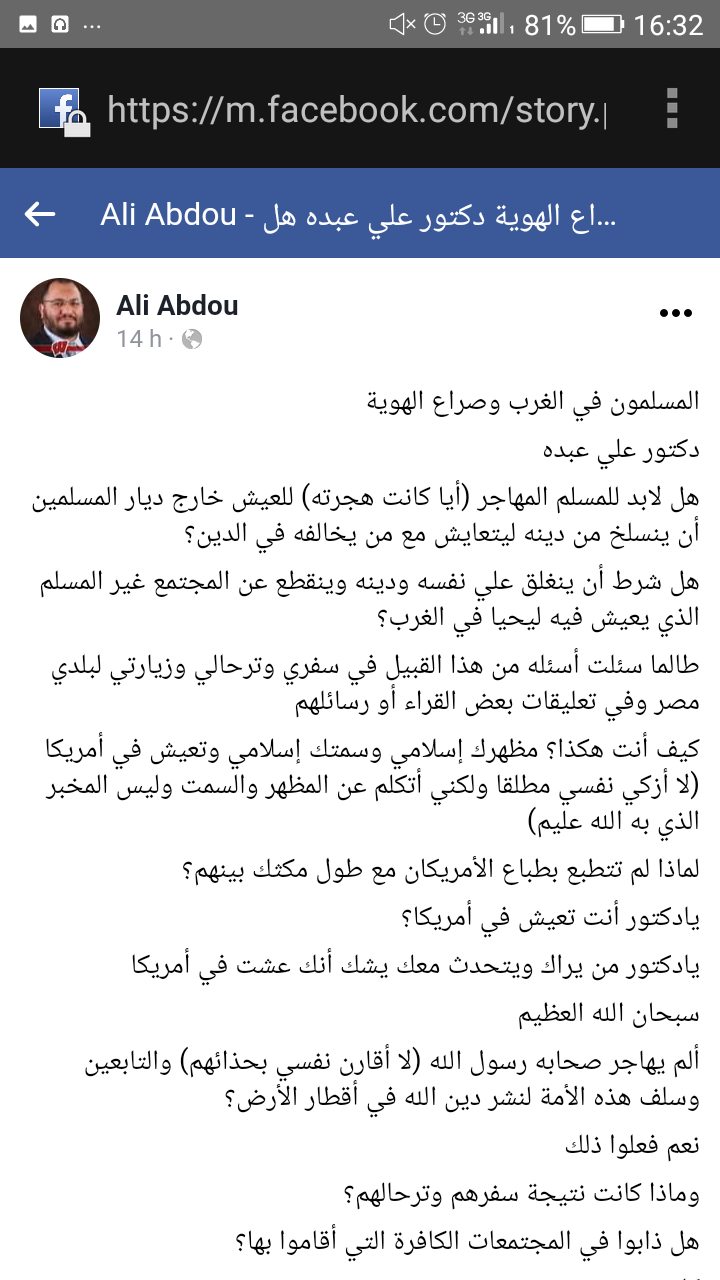 81% 16:32
https://m.facebook.com/story.
Ali Abdou - اع الهوية دكتور علي عبده هل...
Ali Abdou
14 h ·
المسلمون في الغرب وصراع الهوية
دكتور علي عبده
هل لابد للمسلم المهاجر (أيا كانت هجرته) للعيش خارج ديار المسلمين
أن ينسلخ من دينه ليتعايش مع من يخالفه في الدين؟
هل شرط أن ينغلق علي نفسه ودينه وينقطع عن المجتمع غير المسلم
الذي يعيش فيه ليحيا في الغرب؟
طالما سئلت أسئله من هذا القبيل في سفري وترحالي وزيارتي لبلدي
مصر وفي تعليقات بعض القراء أو رسائلهم
كيف أنت هكذا؟ مظهرك إسلامي وسمتك إسلامي وتعيش في أمريكا
(لا أزكي نفسي مطلقا ولكني أتكلم عن المظهر والسمت وليس المخبر
الذي به الله عليم)
لماذا لم تتطبع بطباع الأمريكان مع طول مكثك بينهم؟
يادكتور أنت تعيش في أمريكا؟
يادكتور من يراك ويتحدث معك يشك أنك عشت في أمريكا
سبحان الله العظيم
ألم يهاجر صحابه رسول الله (لا أقارن نفسي بحذائهم) والتابعين
وسلف هذه الأمة لنشر دين الله في أقطار الأرض؟
نعم فعلوا ذلك
وماذا كانت نتيجة سفرهم وترحالهم؟
هل ذابوا في المجتمعات الكافرة التي أقاموا بها؟